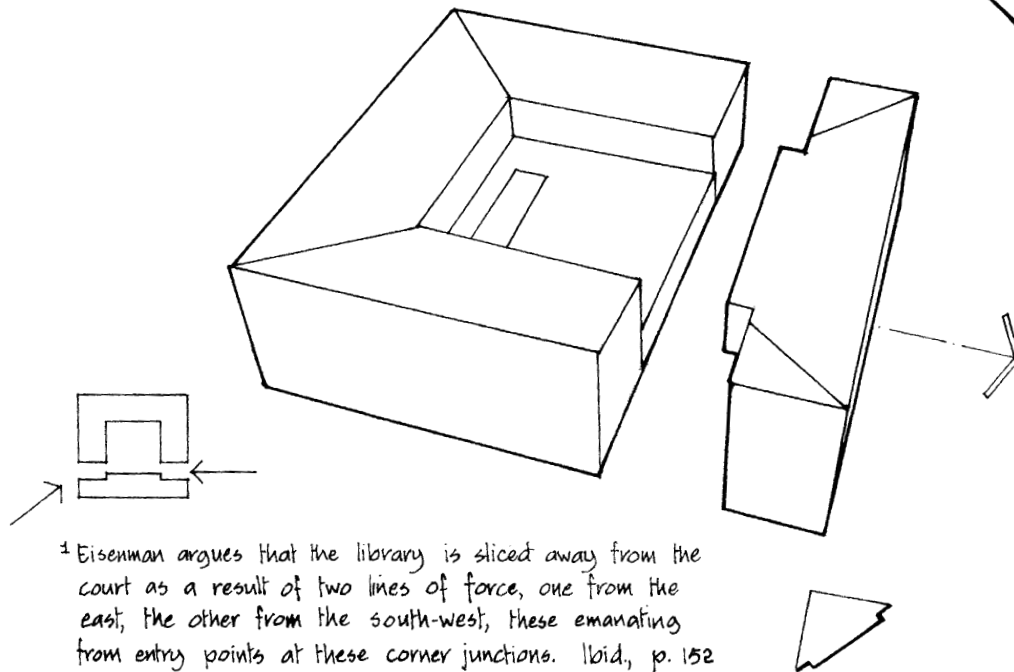 ¹ Eisenman argues that the library is sliced away from the
court as a result of two lines of force, one from the
east, the other from the south-west, these emanating
from entry points at these corner junctions. Ibid., p. 152